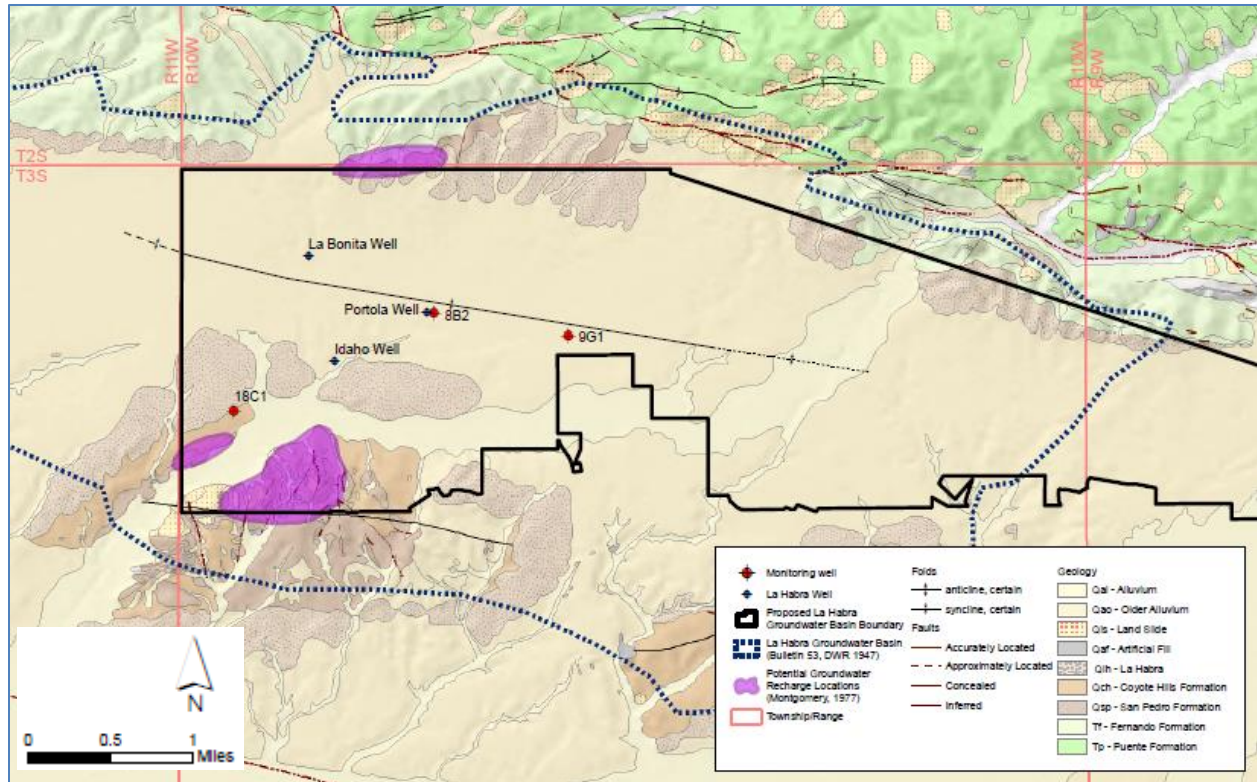 R11W
R10W
R10W
R9W
T2S
T3S
La Bonita Well
Portola Well
8B2
9G1
Idaho Well
18C1
N
0 0.5 1
Miles
Monitoring well
La Habra Well
Proposed La Habra
Groundwater Basin Boundary
La Habra Groundwater Basin
(Bulletin 53, DWR 1947)
Potential Groundwater
Recharge Locations
(Montgomery, 1977)
Township/Range
Folds
anticline, certain
syncline, certain
Faults
Accurately Located
Approximately Located
Concealed
Inferred
Geology
Qal - Alluvium
Qao - Older Alluvium
Qls - Land Slide
Qaf - Artificial Fill
Qlh - La Habra
Qch - Coyote Hills Formation
Qsp - San Pedro Formation
Tf - Fernando Formation
Tp - Puente Formation